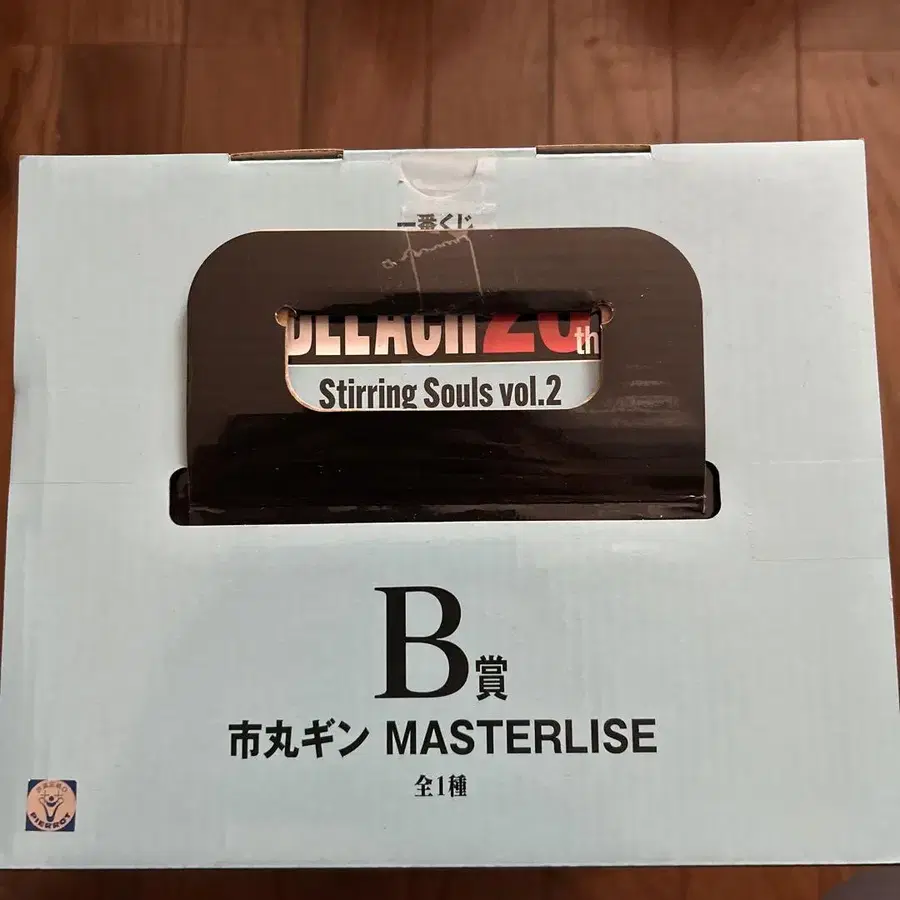 一番くじ
BLEACH 20th
Stirring Souls vol.2
B賞
市丸ギン MASTERLISE
全1種
PIERROT